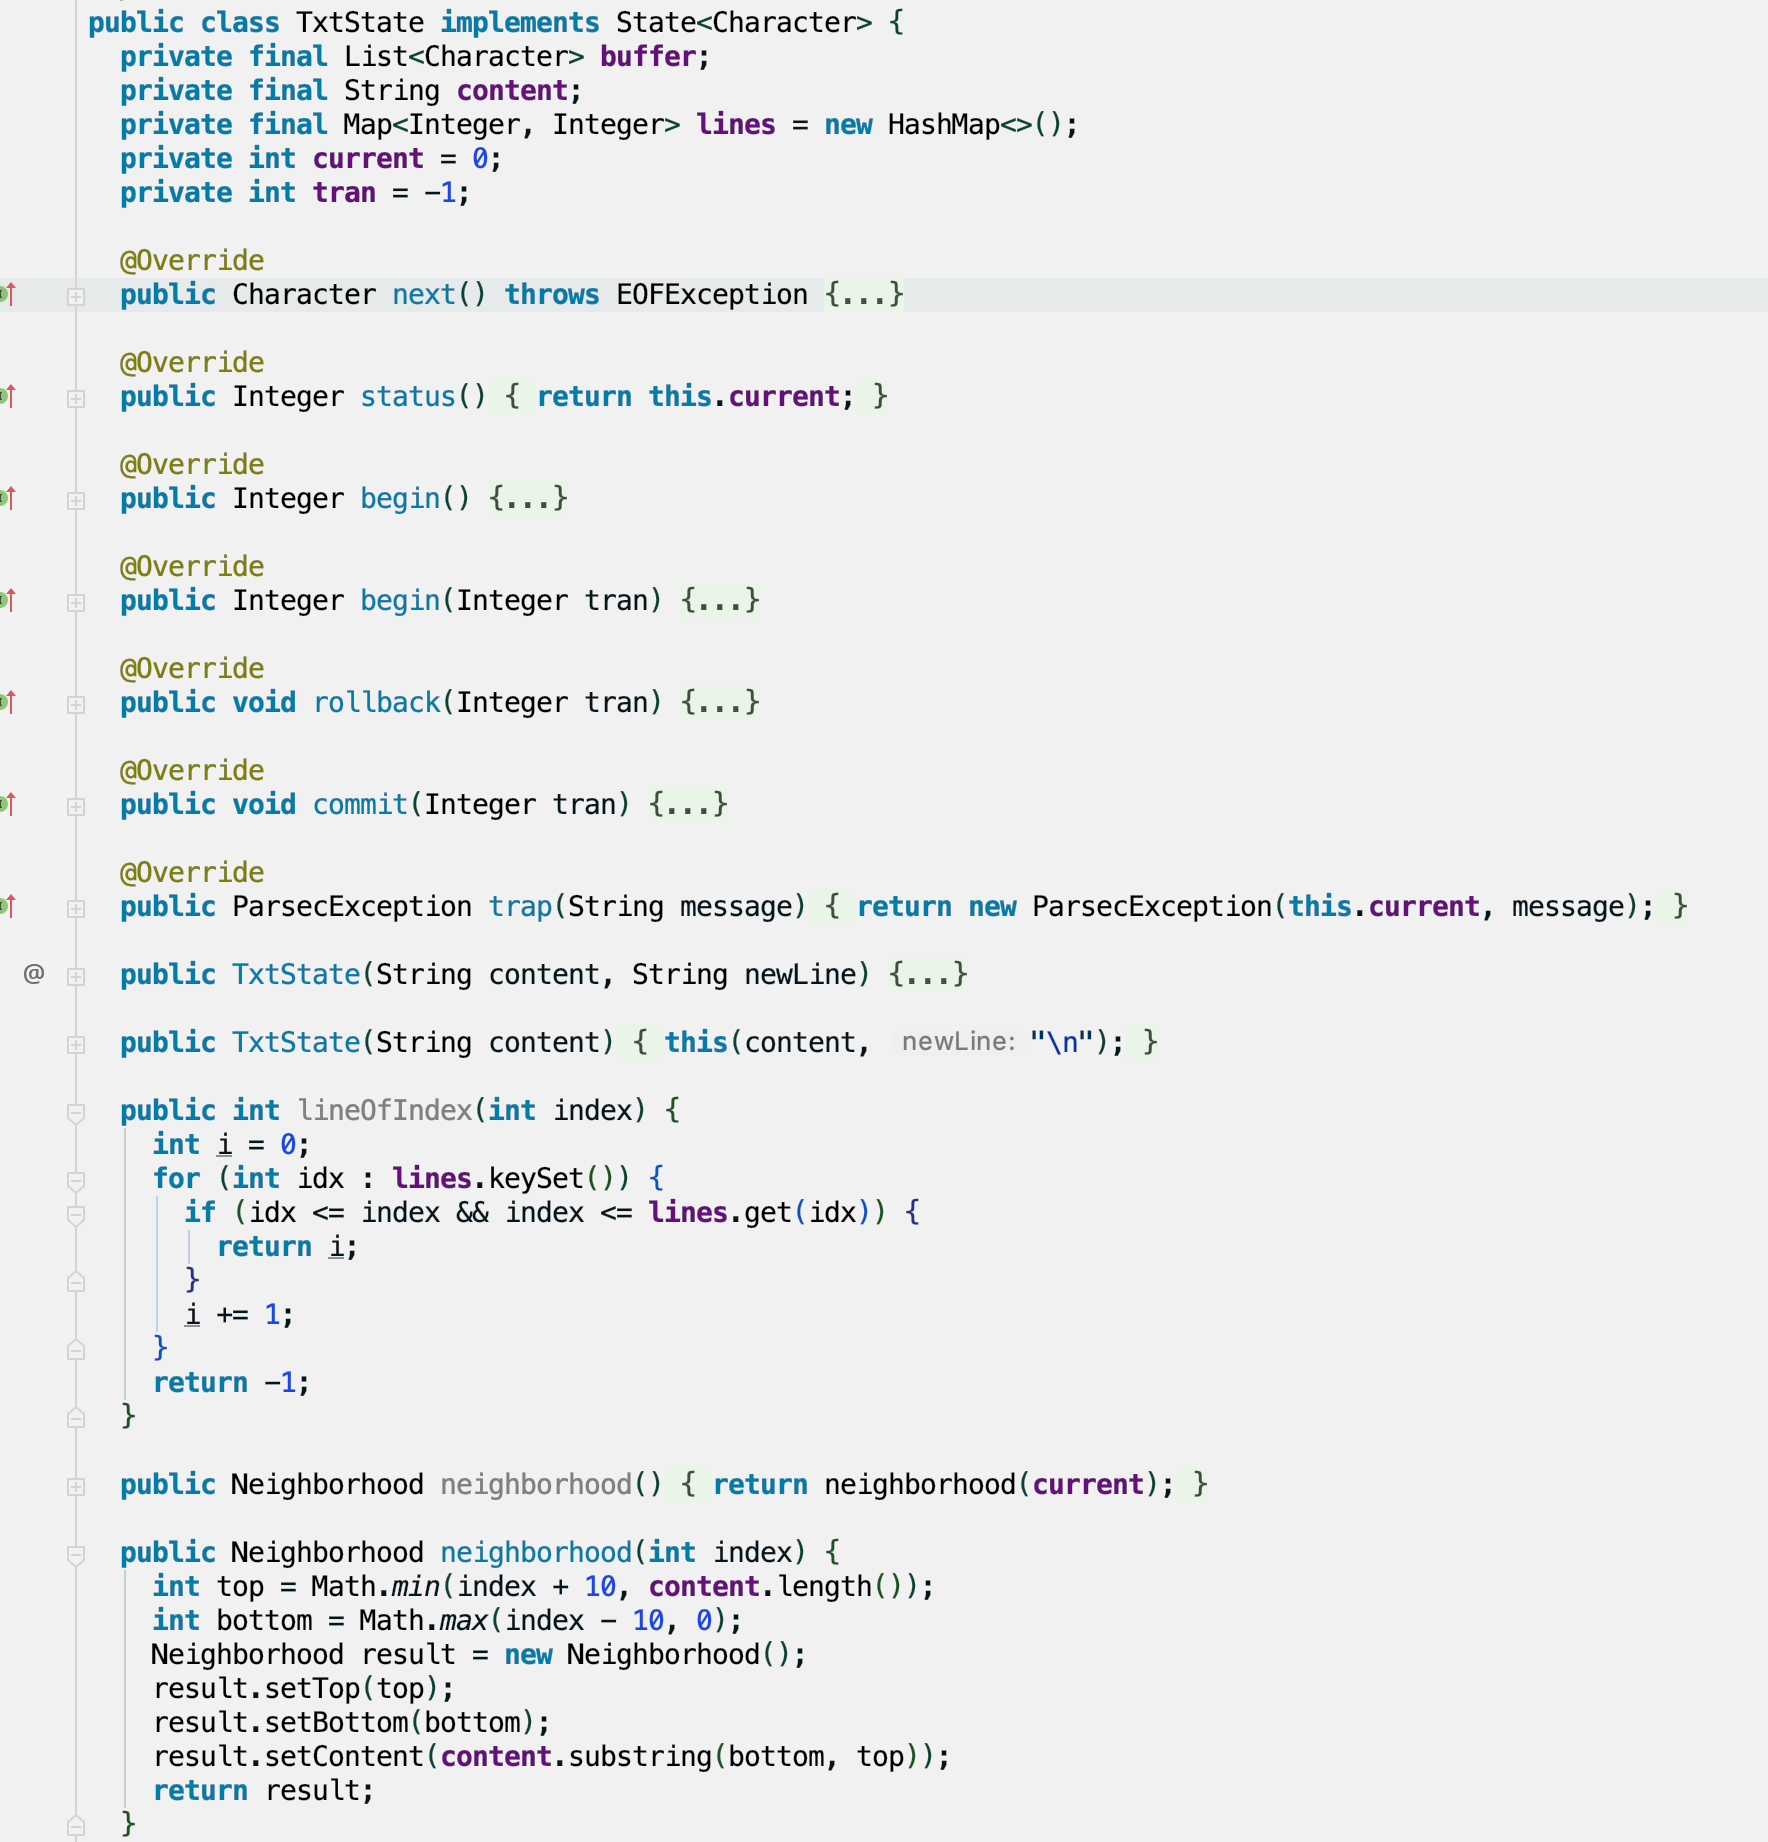 public class TxtState implements State<Character> {
private final List<Character> buffer;
private final String content;
private final Map<Integer, Integer> lines = new HashMap<>();
private int current = 0;
private int tran = -1;
@Override
public Character next() throws EOFException {...}
@Override
public Integer status() { return this.current; }
@Override
public Integer begin() {...}
@Override
public Integer begin(Integer tran) {...}
@Override
public void rollback(Integer tran) {...}
@Override
public void commit(Integer tran) {...}
@Override
public ParsecException trap(String message) { return new ParsecException(this.current, message); }
@ public TxtState(String content, String newLine) {...}
public TxtState(String content) { this(content, newLine: "\n"); }
public int lineOfIndex(int index) {
int i = 0;
for (int idx : lines.keySet()) {
if (idx <= index && index <= lines.get(idx)) {
return i;
}
i += 1;
}
return -1;
}
public Neighborhood neighborhood() { return neighborhood(current); }
public Neighborhood neighborhood(int index) {
int top = Math.min(index + 10, content.length());
int bottom = Math.max(index - 10, 0);
Neighborhood result = new Neighborhood();
result.setTop(top);
result.setBottom(bottom);
result.setContent(content.substring(bottom, top));
return result;
}